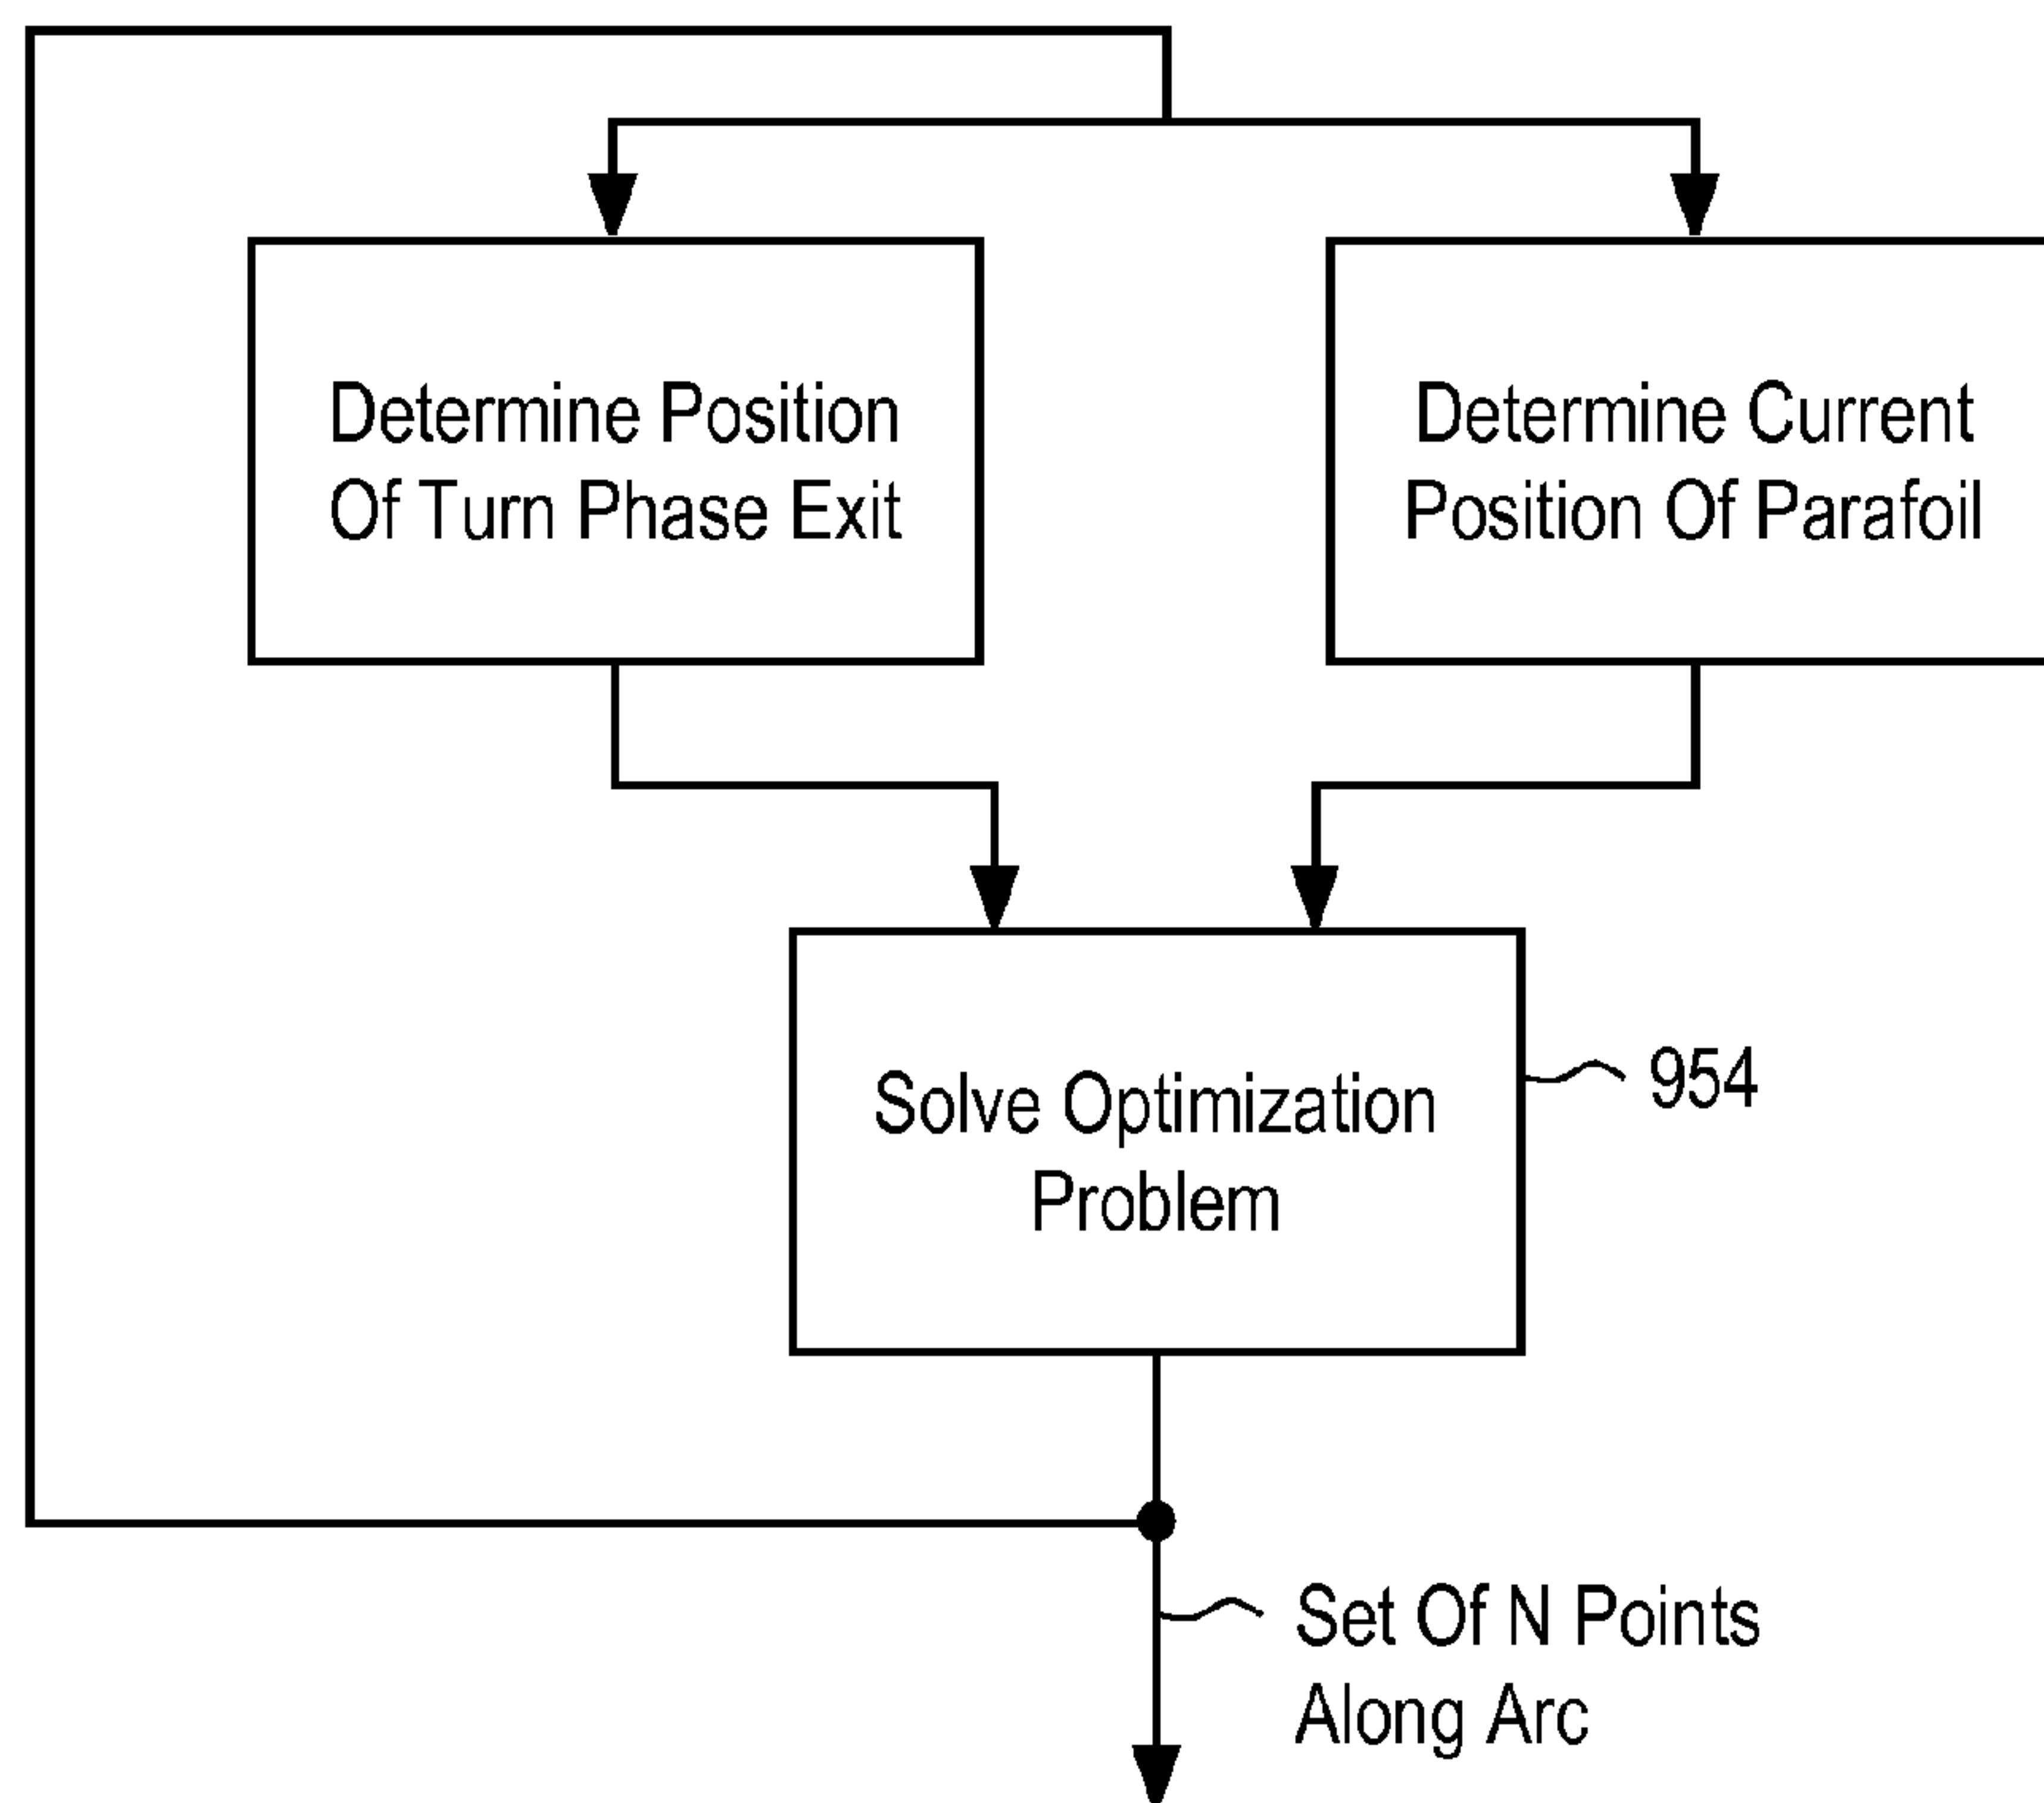 Determine Position
Of Turn Phase Exit
Determine Current
Position Of Parafoil
Solve Optimization
Problem
954
Set Of N Points
Along Arc